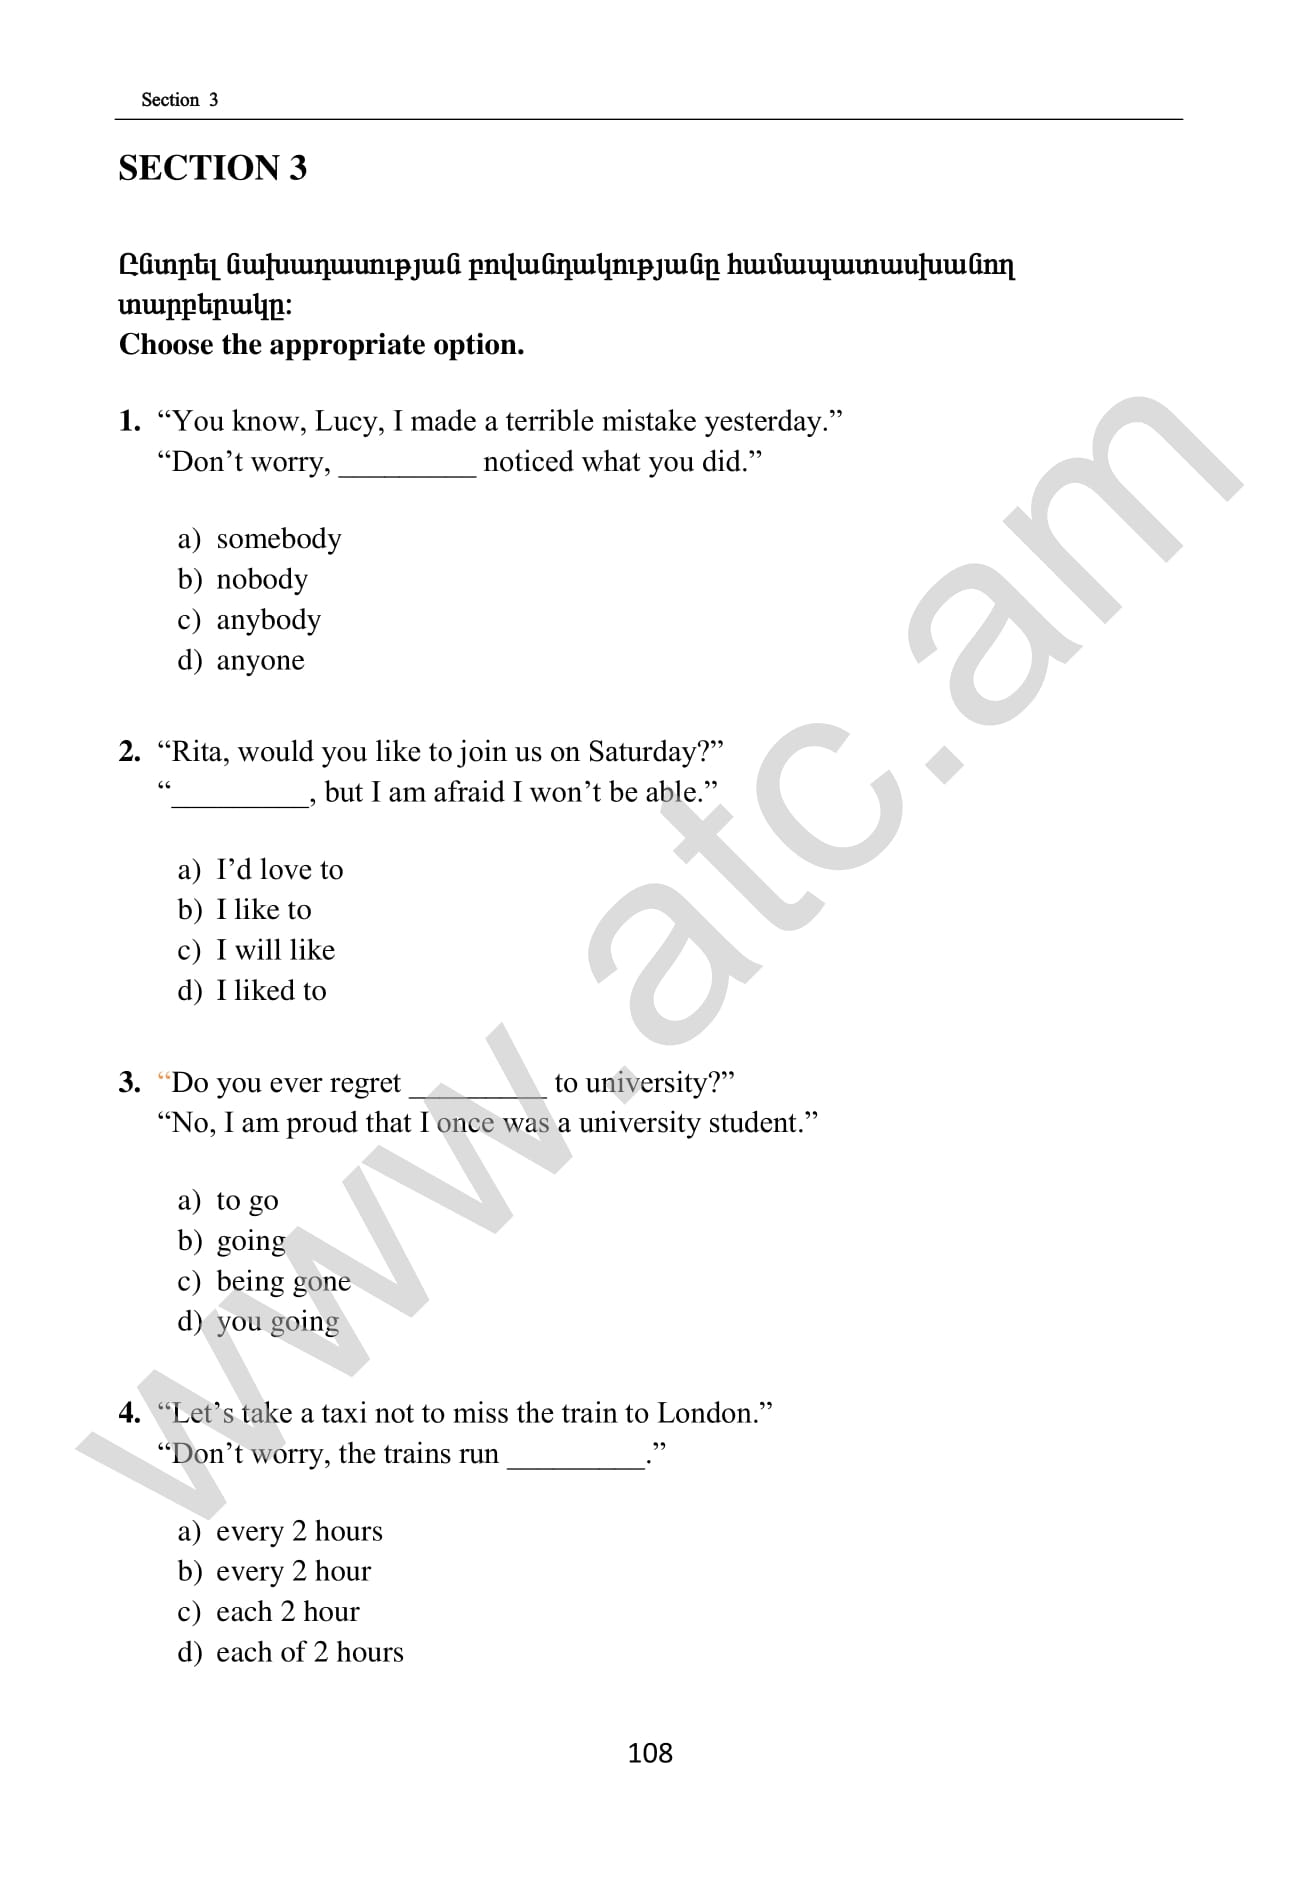 Section 3
SECTION 3
Ընտրել նախադասության բովանդակությանը համապատասխանող
տարբերակը:
Choose the appropriate option.
1. “You know, Lucy, I made a terrible mistake yesterday.”
“Don’t worry, _________ noticed what you did.”
a) somebody
b) nobody
c) anybody
d) anyone
2. “Rita, would you like to join us on Saturday?”
“_________, but I am afraid I won’t be able.”
a) I’d love to
b) I like to
c) I will like
d) I liked to
3. “Do you ever regret _________ to university?”
“No, I am proud that I once was a university student.”
a) to go
b) going
c) being gone
d) you going
4. “Let’s take a taxi not to miss the train to London.”
“Don’t worry, the trains run _________.”
a) every 2 hours
b) every 2 hour
c) each 2 hour
d) each of 2 hours
108
www.atc.am